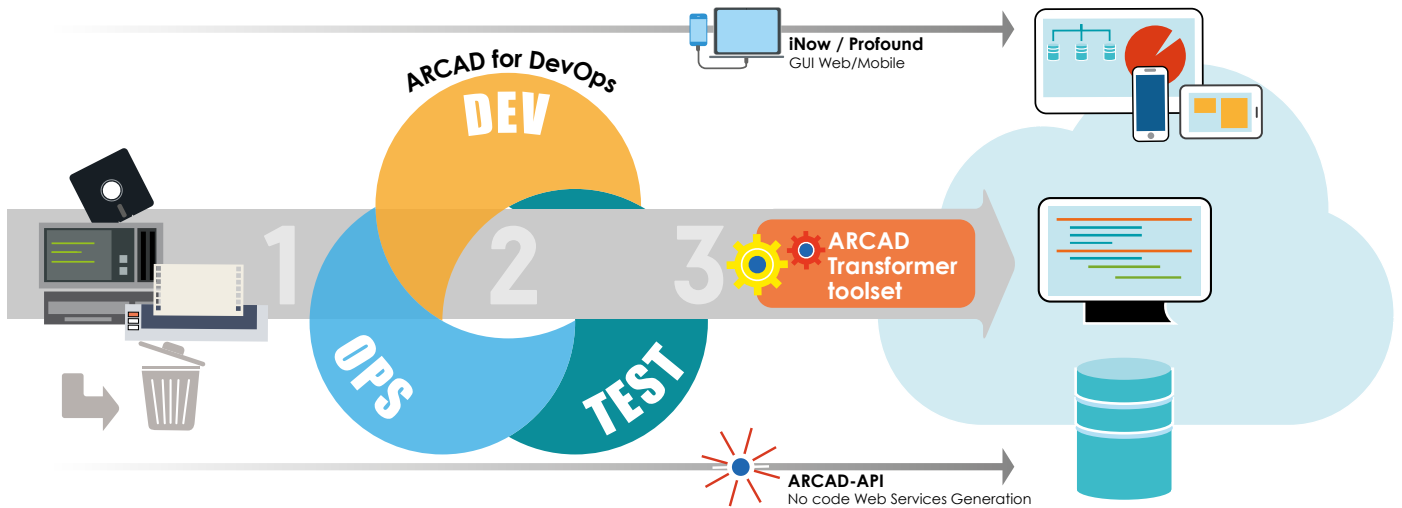 iNow / Profound
GUI Web/Mobile
ARCAD for DevOps
DEV
1
2
3
ARCAD
Transformer
toolset
OPS
TEST
ARCAD-API
No code Web Services Generation